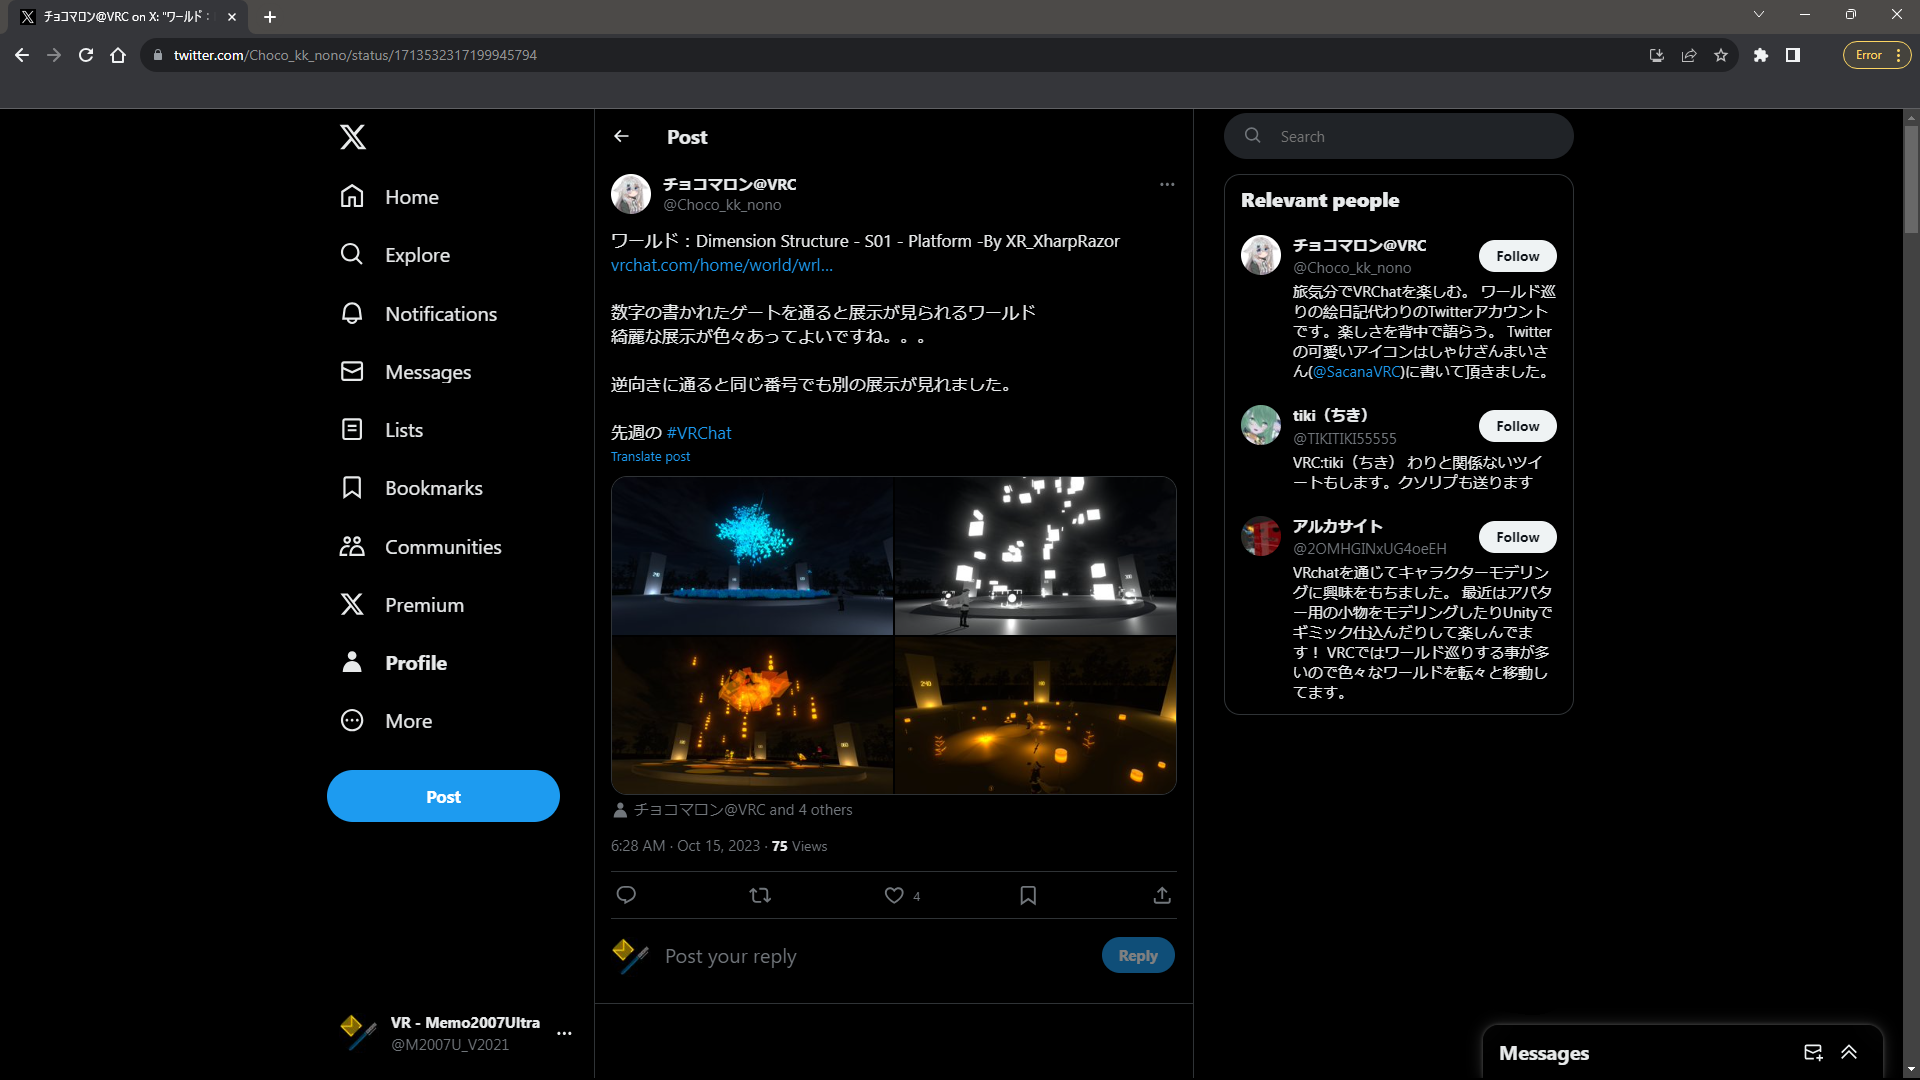 チョコマロン@VRC on X: "ワールド：
twitter.com/Choco_kk_nono/status/1713532317199945794
Error
Home
Explore
Notifications
Messages
Lists
Bookmarks
Communities
Premium
Profile
More
Post
VR - Memo2007Ultra
@M2007U_V2021
Post
チョコマロン@VRC
@Choco_kk_nono
ワールド：Dimension Structure - S01 - Platform -By XR_XharpRazor
vrchat.com/home/world/wrl…
数字の書かれたゲートを通ると展示が見られるワールド
綺麗な展示が色々あってよいですね。。。
逆向きに通ると同じ番号でも別の展示が見れました。
先週の #VRChat
Translate post
240
チョコマロン@VRC and 4 others
6:28 AM · Oct 15, 2023 · 75 Views
4
Post your reply
Reply
Search
Relevant people
チョコマロン@VRC
@Choco_kk_nono
Follow
旅気分でVRChatを楽しむ。 ワールド巡
りの絵日記代わりのTwitterアカウント
です。楽しさを背中で語らう。 Twitter
の可愛いアイコンはしゃけざんまいさ
ん(@SacanaVRC)に書いて頂きました。
tiki（ちき）
@TIKITIKI55555
Follow
VRC:tiki（ちき） わりと関係ないツイ
ートもします。クソリプも送ります
アルカサイト
@2OMHGINxUG4oeEH
Follow
VRchatを通じてキャラクターモデリン
グに興味をもちました。 最近はアバタ
ー用の小物をモデリングしたりUnityで
ギミック仕込んだりして楽しんでま
す！ VRCではワールド巡りする事が多
いので色々なワールドを転々と移動し
てます。
Messages